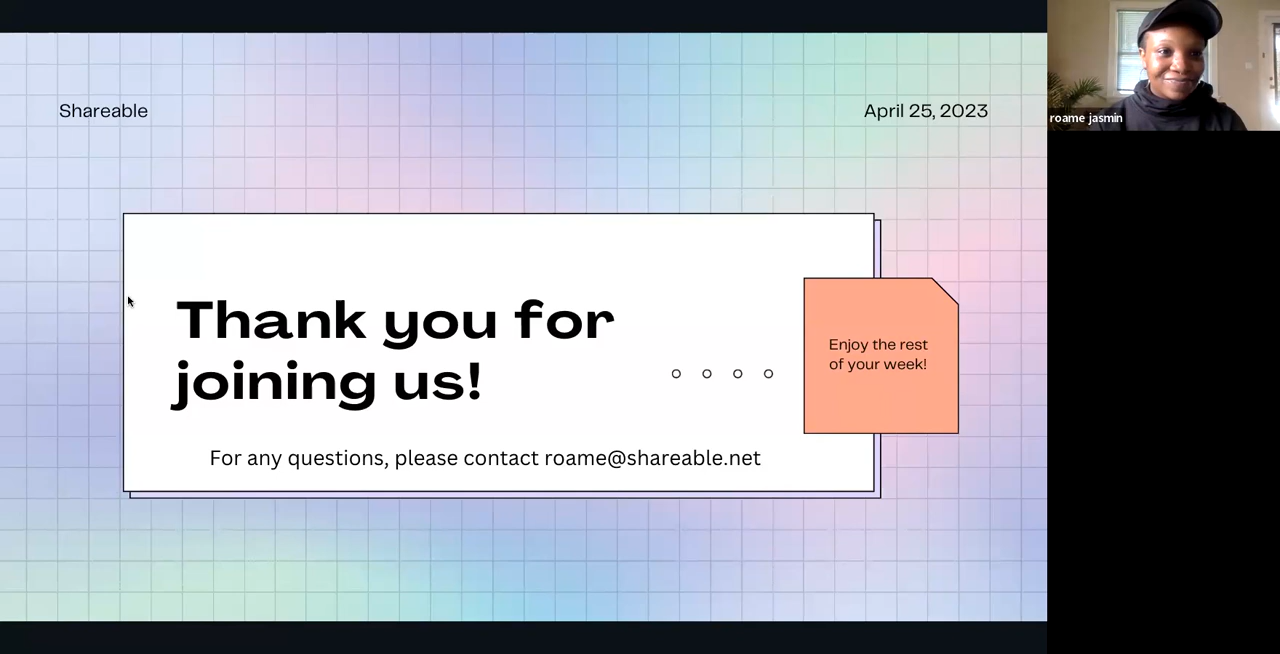 Shareable
April 25, 2023
Thank you for
joining us!
Enjoy the rest
of your week!
For any questions, please contact roame@shareable.net
roame jasmin